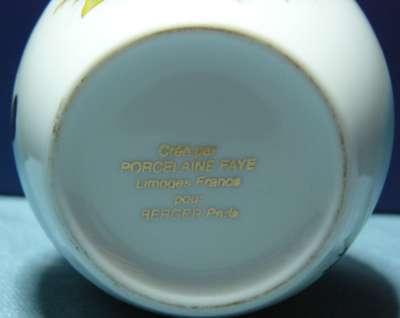 Créé par
PORCELAINE FAYE
Limoges France
pour
BERGER Paris